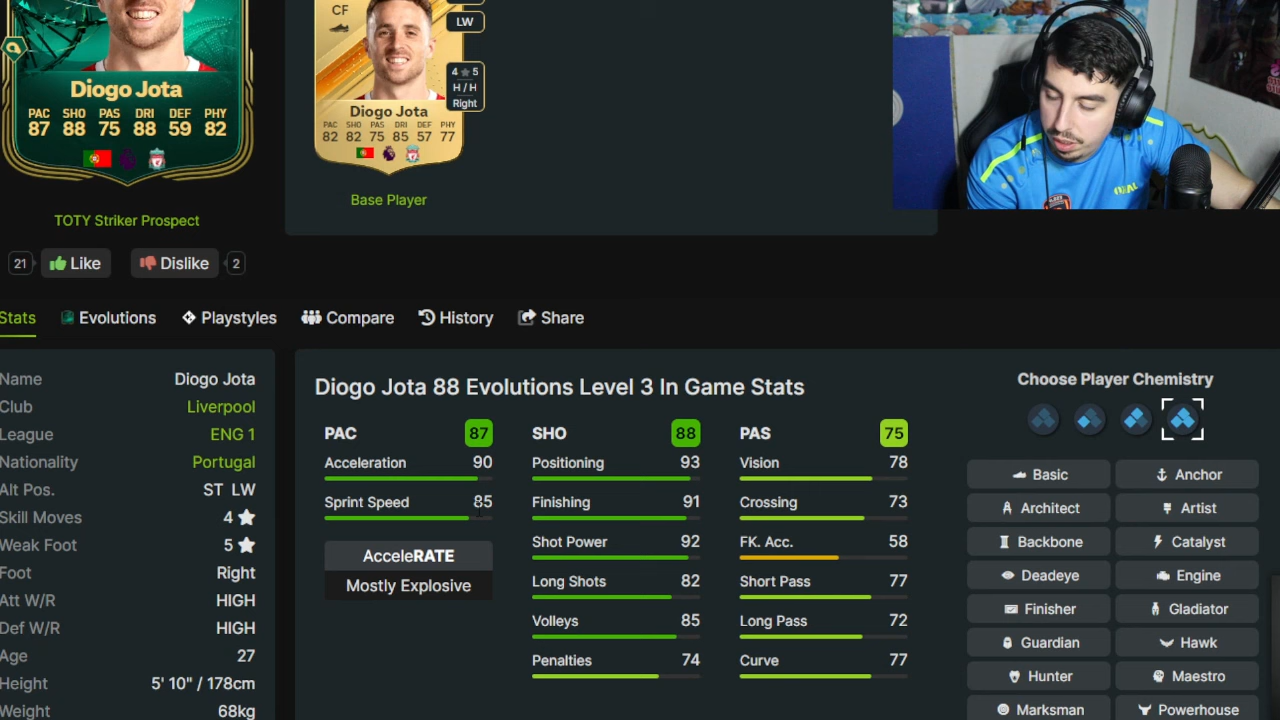 CF
LW
4 ★ 5
H / H
Right
Diogo Jota
PAC SHO PAS DRI DEF PHY
87 88 75 88 59 82
Diogo Jota
PAC SHO PAS DRI DEF PHY
82 82 75 85 57 77
TOTY Striker Prospect
Base Player
21 Like Dislike 2
Stats Evolutions Playstyles Compare History Share
Name Diogo Jota
Club Liverpool
League ENG 1
Nationality Portugal
Alt Pos. ST LW
Skill Moves 4 ★
Weak Foot 5 ★
Foot Right
Att W/R HIGH
Def W/R HIGH
Age 27
Height 5' 10" / 178cm
Weight 68kg
Diogo Jota 88 Evolutions Level 3 In Game Stats
PAC 87
Acceleration 90
Sprint Speed 85
AcceleRATE
Mostly Explosive
SHO 88
Positioning 93
Finishing 91
Shot Power 92
Long Shots 82
Volleys 85
Penalties 74
PAS 75
Vision 78
Crossing 73
FK. Acc. 58
Short Pass 77
Long Pass 72
Curve 77
Choose Player Chemistry
Basic Anchor
Architect Artist
Backbone Catalyst
Deadeye Engine
Finisher Gladiator
Guardian Hawk
Hunter Maestro
Marksman Powerhouse